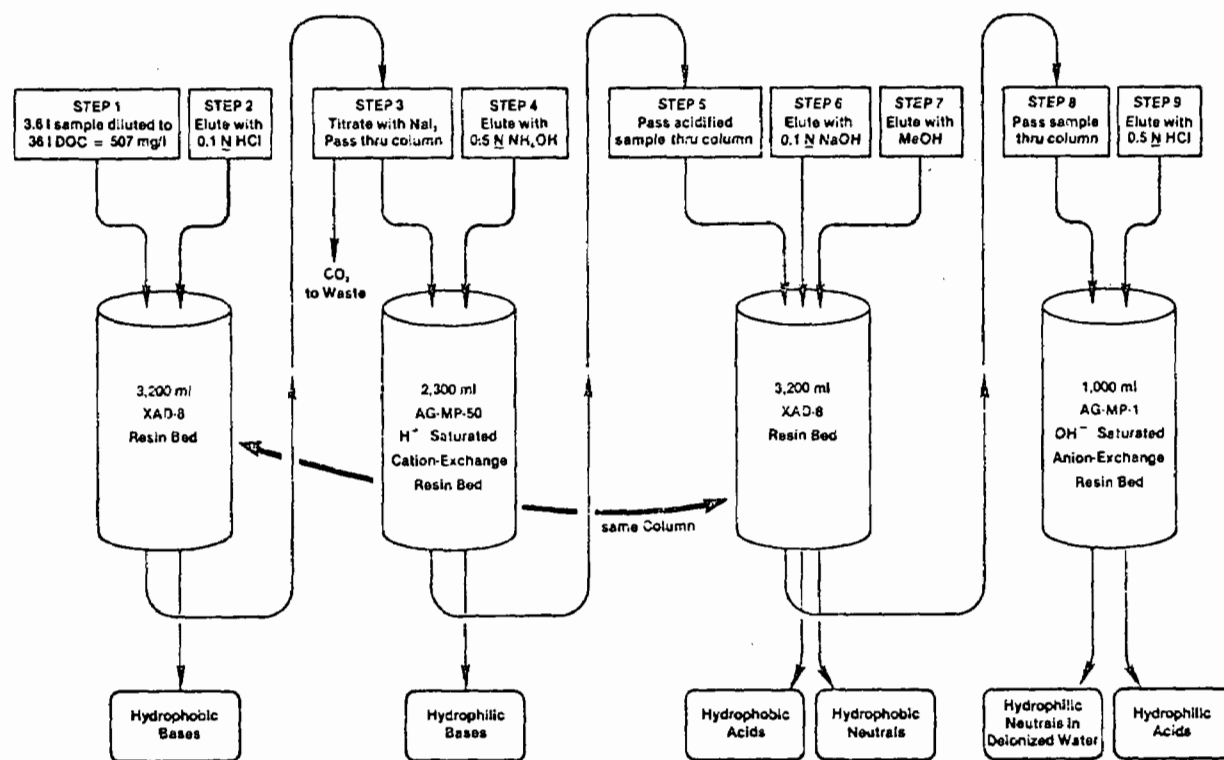 STEP 1
3.6 l sample diluted to
36 l DOC = 507 mg/l
STEP 2
Elute with
0.1 N HCl
STEP 3
Titrate with NaI,
Pass thru column
STEP 4
Elute with
0.5 N NH₄OH
STEP 5
Pass acidified
sample thru column
STEP 6
Elute with
0.1 N NaOH
STEP 7
Elute with
MeOH
STEP 8
Pass sample
thru column
STEP 9
Elute with
0.5 N HCl
CO₂
to Waste
3,200 ml
XAD-8
Resin Bed
2,300 ml
AG-MP-50
H⁺ Saturated
Cation-Exchange
Resin Bed
3,200 ml
XAD-8
Resin Bed
1,000 ml
AG-MP-1
OH⁻ Saturated
Anion-Exchange
Resin Bed
same Column
Hydrophobic
Bases
Hydrophilic
Bases
Hydrophobic
Acids
Hydrophobic
Neutrals
Hydrophilic
Neutrals in
Deionized Water
Hydrophilic
Acids